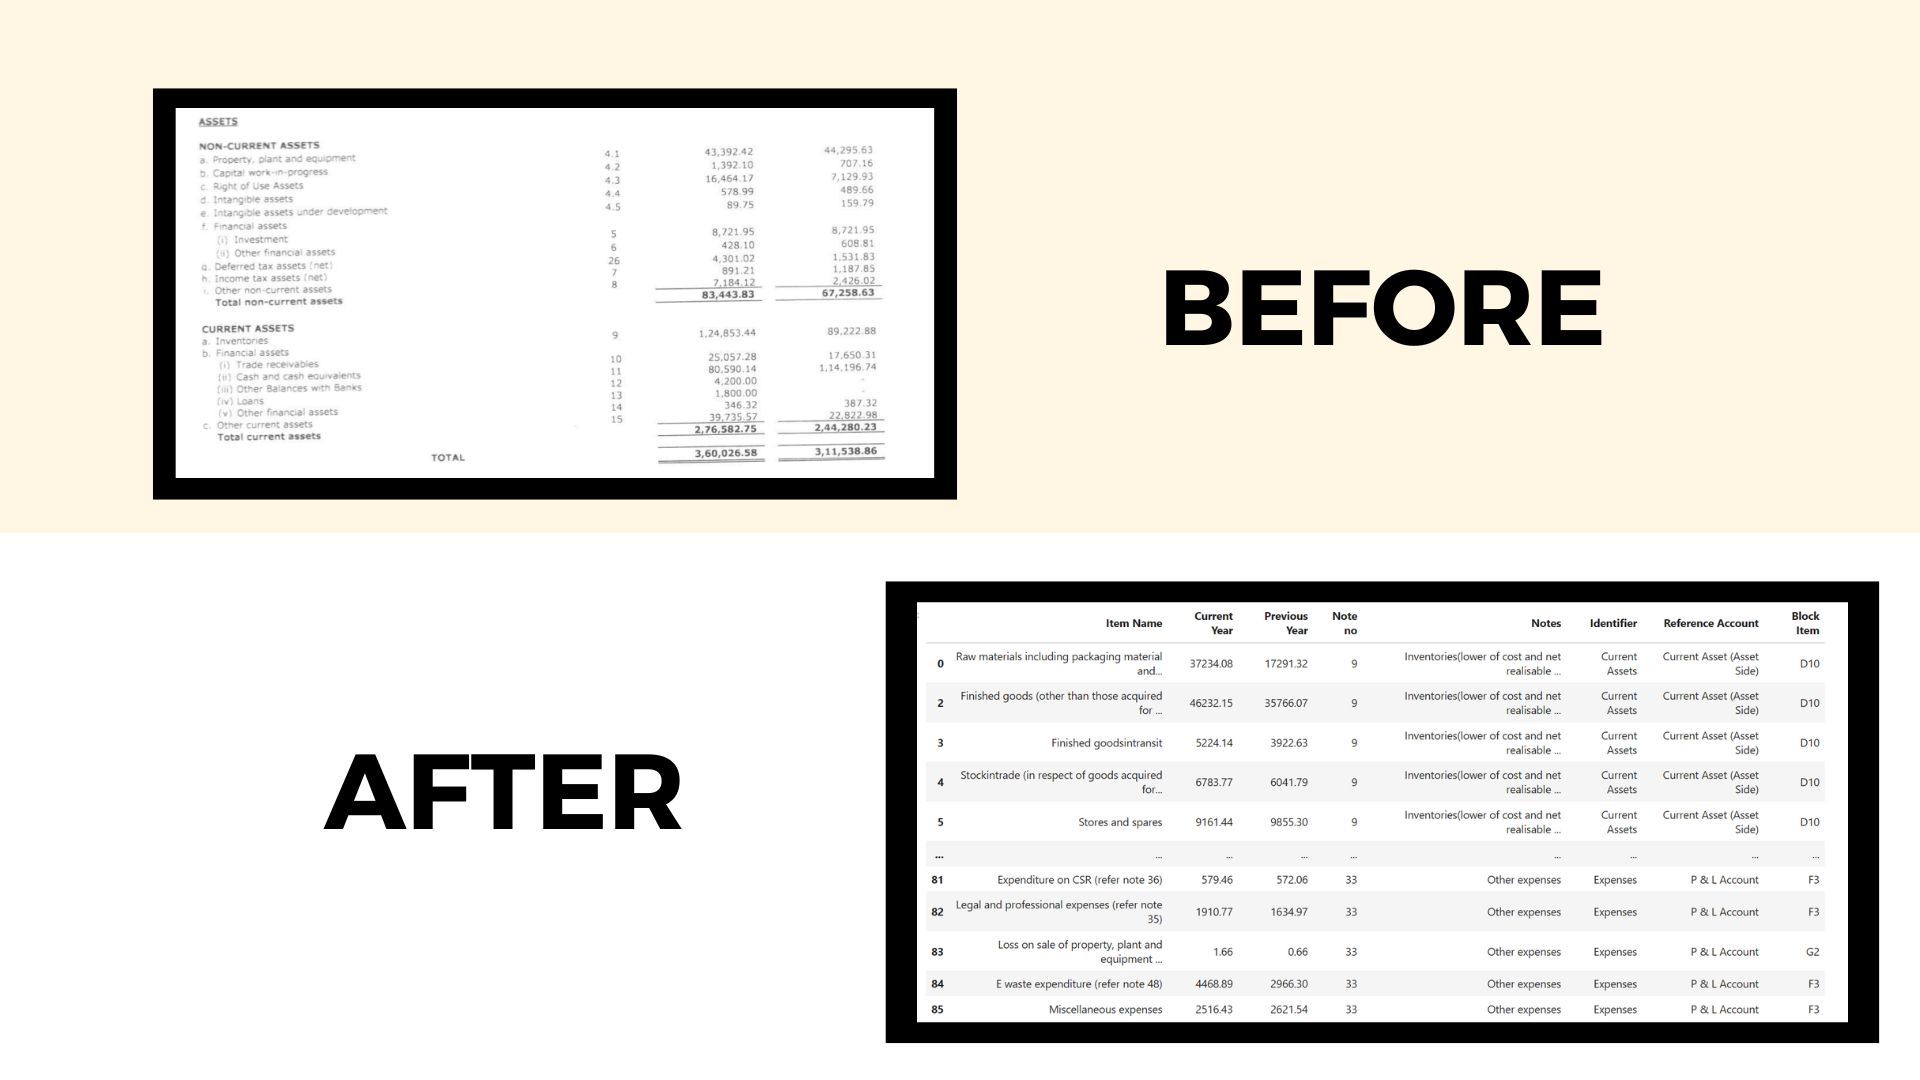 ASSETS
NON-CURRENT ASSETS
a. Property, plant and equipment 4.1 43,392.42 44,295.63
b. Capital work-in-progress 4.2 1,392.10 707.16
c. Right of Use Assets 4.3 16,464.17 7,129.93
d. Intangible assets 4.4 578.99 489.66
e. Intangible assets under development 4.5 89.75 159.79
f. Financial assets
(i) Investment 5 8,721.95 8,721.95
(ii) Other financial assets 6 428.10 608.81
g. Deferred tax assets (net) 26 4,301.02 1,531.83
h. Income tax assets (net) 7 891.21 1,187.85
i. Other non-current assets 8 7,184.12 2,426.02
Total non-current assets 83,443.83 67,258.63
CURRENT ASSETS
a. Inventories 9 1,24,853.44 89,222.88
b. Financial assets
(i) Trade receivables 10 25,057.28 17,650.31
(ii) Cash and cash equivalents 11 80,590.14 1,14,196.74
(iii) Other Balances with Banks 12 4,200.00 -
(iv) Loans 13 1,800.00 -
(v) Other financial assets 14 346.32 387.32
c. Other current assets 15 39,735.57 22,822.98
Total current assets 2,76,582.75 2,44,280.23
TOTAL 3,60,026.58 3,11,538.86
BEFORE
AFTER
Item Name Current Previous Note Notes Identifier Reference Account Block
Year Year no Item
0 Raw materials including packaging material 37234.08 17291.32 9 Inventories(lower of cost and net Current Current Asset (Asset D10
and... realisable ... Assets Side)
2 Finished goods (other than those acquired 46232.15 35766.07 9 Inventories(lower of cost and net Current Current Asset (Asset D10
for ... realisable ... Assets Side)
3 Finished goodsintransit 5224.14 3922.63 9 Inventories(lower of cost and net Current Current Asset (Asset D10
realisable ... Assets Side)
4 Stockintrade (in respect of goods acquired 6783.77 6041.79 9 Inventories(lower of cost and net Current Current Asset (Asset D10
for... realisable ... Assets Side)
5 Stores and spares 9161.44 9855.30 9 Inventories(lower of cost and net Current Current Asset (Asset D10
realisable ... Assets Side)
... ... ... ... ... ... ... ... ...
81 Expenditure on CSR (refer note 36) 579.46 572.06 33 Other expenses Expenses P & L Account F3
82 Legal and professional expenses (refer note 1910.77 1634.97 33 Other expenses Expenses P & L Account F3
35)
83 Loss on sale of property, plant and 1.66 0.66 33 Other expenses Expenses P & L Account G2
equipment ...
84 E waste expenditure (refer note 48) 4468.89 2966.30 33 Other expenses Expenses P & L Account F3
85 Miscellaneous expenses 2516.43 2621.54 33 Other expenses Expenses P & L Account F3